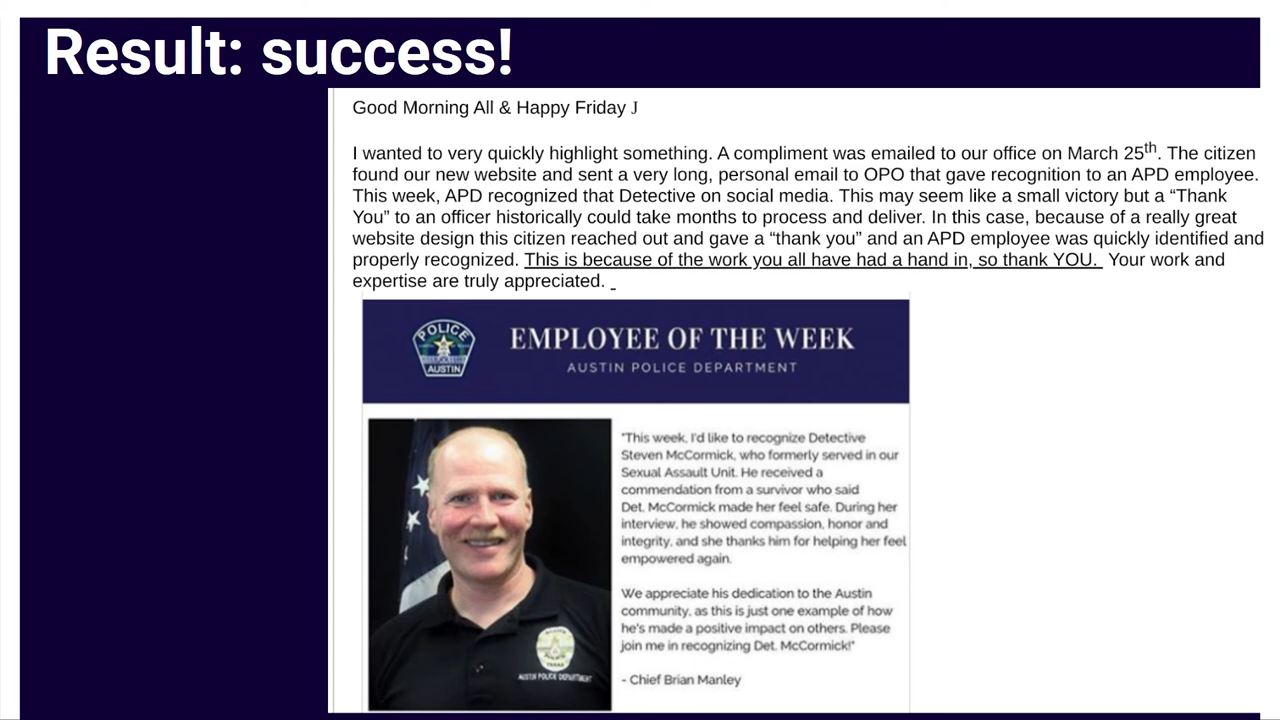 Result: success!
Good Morning All & Happy Friday J
I wanted to very quickly highlight something. A compliment was emailed to our office on March 25th. The citizen
found our new website and sent a very long, personal email to OPO that gave recognition to an APD employee.
This week, APD recognized that Detective on social media. This may seem like a small victory but a “Thank
You” to an officer historically could take months to process and deliver. In this case, because of a really great
website design this citizen reached out and gave a “thank you” and an APD employee was quickly identified and
properly recognized. This is because of the work you all have had a hand in, so thank YOU. Your work and
expertise are truly appreciated.
POLICE
AUSTIN
EMPLOYEE OF THE WEEK
AUSTIN POLICE DEPARTMENT
"This week, I'd like to recognize Detective
Steven McCormick, who formerly served in our
Sexual Assault Unit. He received a
commendation from a survivor who said
Det. McCormick made her feel safe. During her
interview, he showed compassion, honor and
integrity, and she thanks him for helping her feel
empowered again.
We appreciate his dedication to the Austin
community, as this is just one example of how
he's made a positive impact on others. Please
join me in recognizing Det. McCormick!"
- Chief Brian Manley
AUSTIN POLICE DEPARTMENT